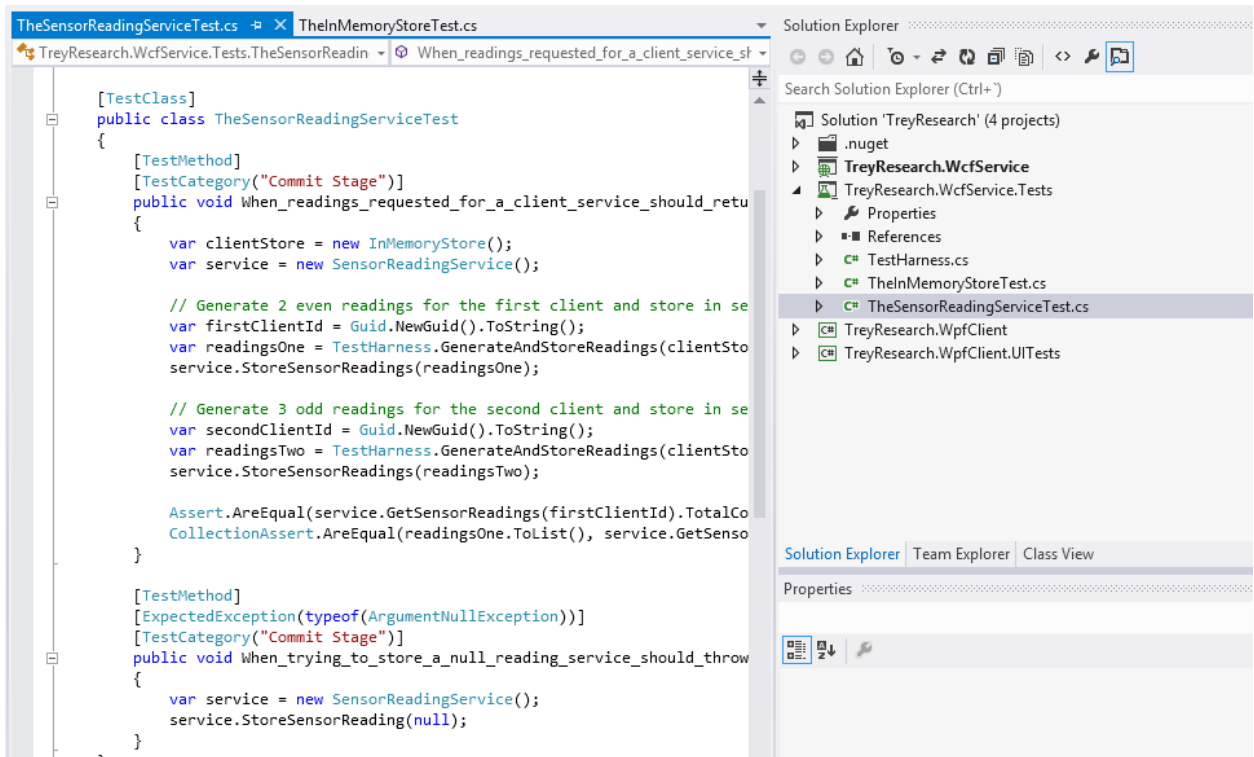 TheSensorReadingServiceTest.cs
TheInMemoryStoreTest.cs
TreyResearch.WcfService.Tests.TheSensorReadin
When_readings_requested_for_a_client_service_sh
[TestClass]
public class TheSensorReadingServiceTest
{
[TestMethod]
[TestCategory("Commit Stage")]
public void When_readings_requested_for_a_client_service_should_retu
{
var clientStore = new InMemoryStore();
var service = new SensorReadingService();
// Generate 2 even readings for the first client and store in se
var firstClientId = Guid.NewGuid().ToString();
var readingsOne = TestHarness.GenerateAndStoreReadings(clientSto
service.StoreSensorReadings(readingsOne);
// Generate 3 odd readings for the second client and store in se
var secondClientId = Guid.NewGuid().ToString();
var readingsTwo = TestHarness.GenerateAndStoreReadings(clientSto
service.StoreSensorReadings(readingsTwo);
Assert.AreEqual(service.GetSensorReadings(firstClientId).TotalCo
CollectionAssert.AreEqual(readingsOne.ToList(), service.GetSenso
}
[TestMethod]
[ExpectedException(typeof(ArgumentNullException))]
[TestCategory("Commit Stage")]
public void When_trying_to_store_a_null_reading_service_should_throw
{
var service = new SensorReadingService();
service.StoreSensorReading(null);
}
Solution Explorer
Search Solution Explorer (Ctrl+`)
Solution 'TreyResearch' (4 projects)
.nuget
TreyResearch.WcfService
TreyResearch.WcfService.Tests
Properties
References
C# TestHarness.cs
C# TheInMemoryStoreTest.cs
C# TheSensorReadingServiceTest.cs
C# TreyResearch.WpfClient
C# TreyResearch.WpfClient.UITests
Solution Explorer
Team Explorer
Class View
Properties